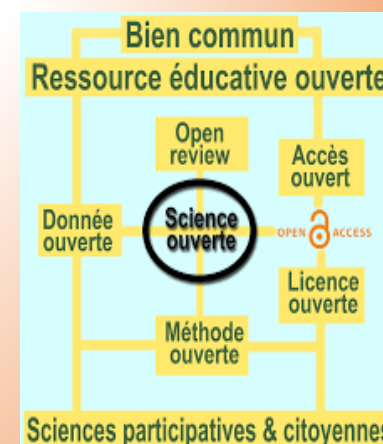 Bien commun
Ressource éducative ouverte
Open
review
Accès
ouvert
Donnée
ouverte
Science
ouverte
OPEN ACCESS
Licence
ouverte
Méthode
ouverte
Sciences participatives & citoyennes